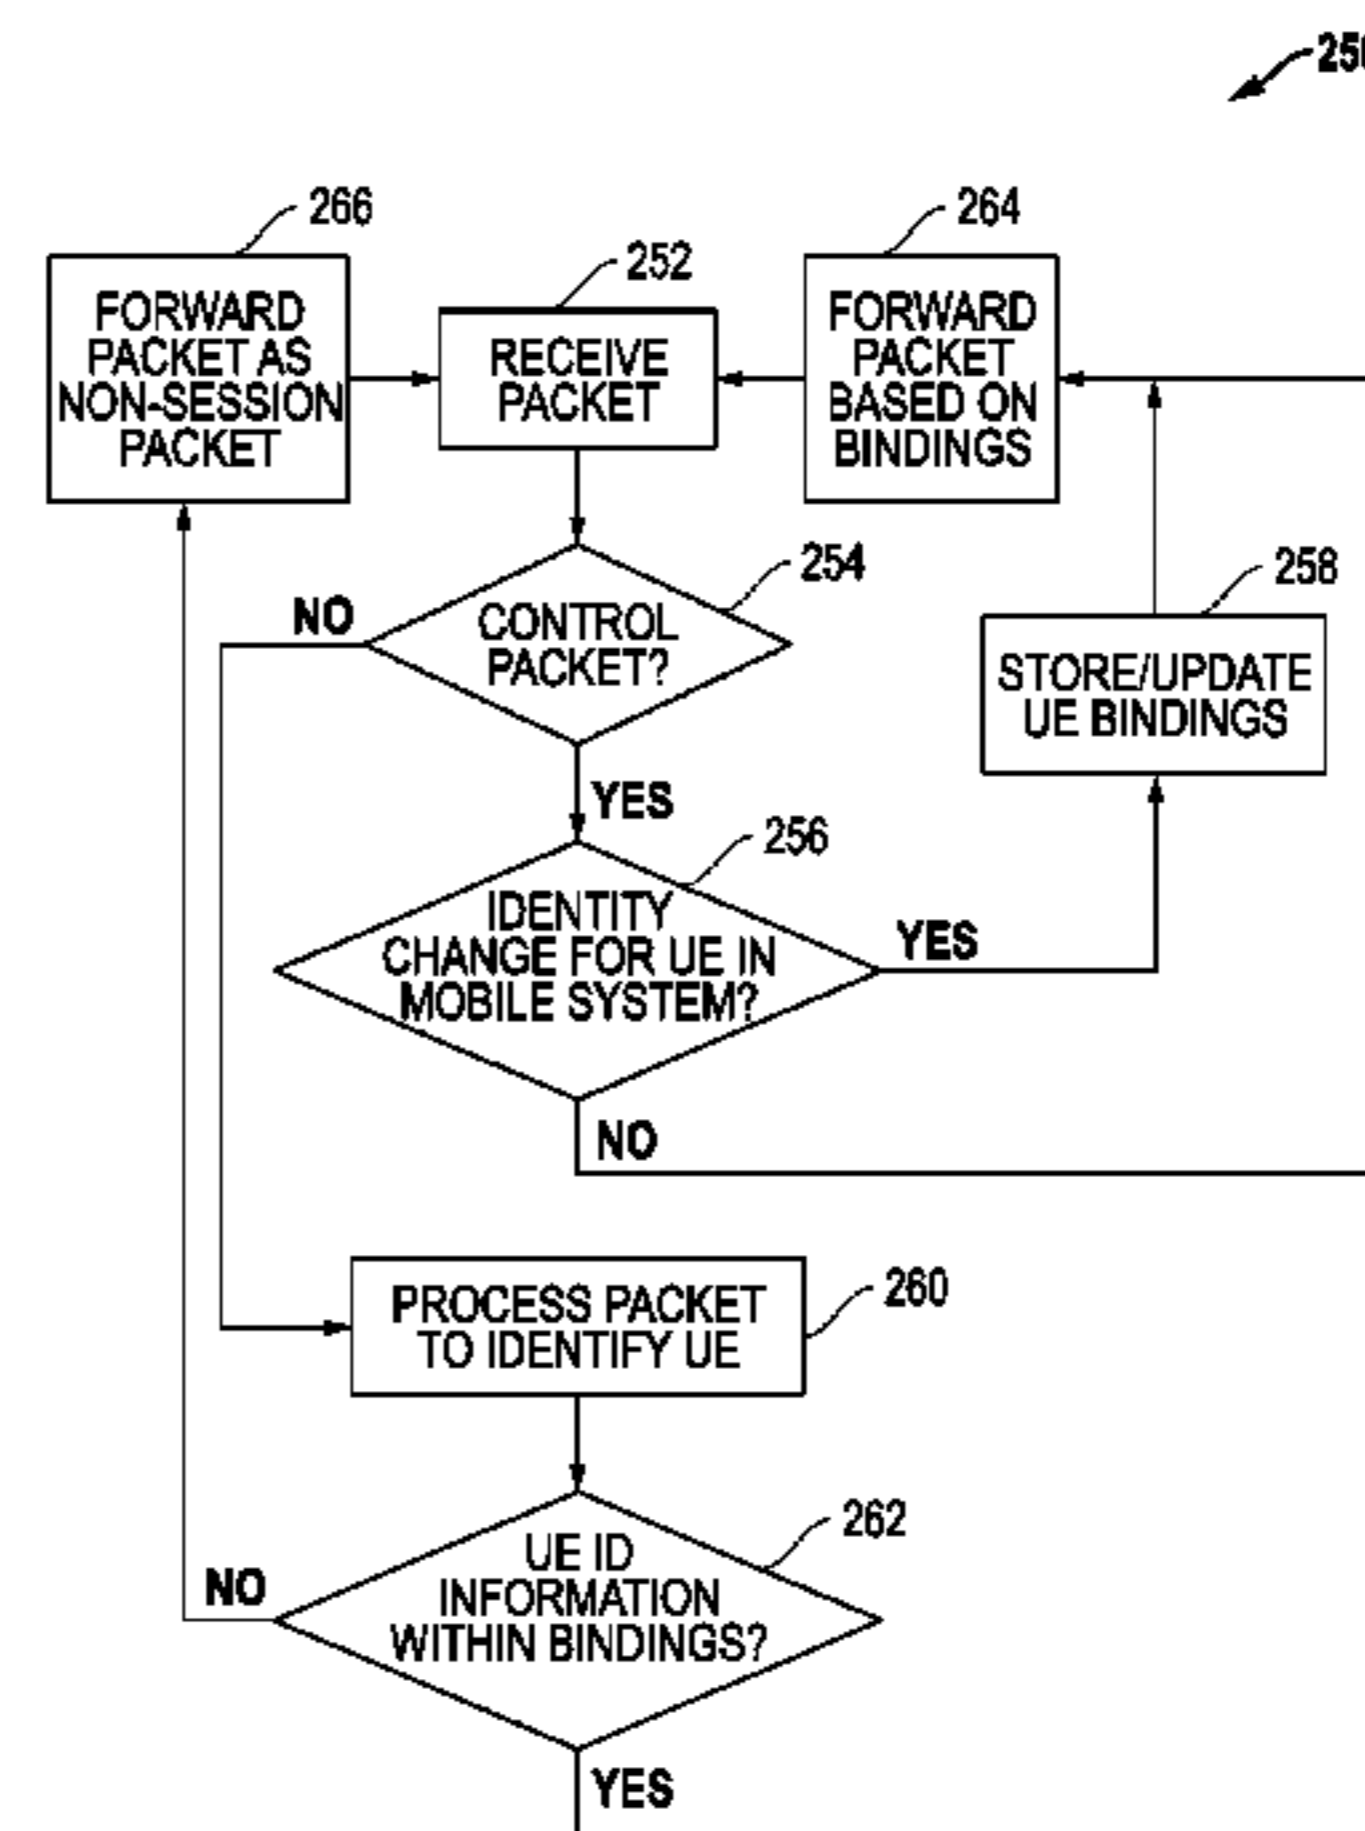 266
FORWARD
PACKET AS
NON-SESSION
PACKET
252
RECEIVE
PACKET
264
FORWARD
PACKET
BASED ON
BINDINGS
254
CONTROL
PACKET?
NO
YES
258
STORE/UPDATE
UE BINDINGS
256
IDENTITY
CHANGE FOR UE IN
MOBILE SYSTEM?
YES
NO
260
PROCESS PACKET
TO IDENTIFY UE
262
UE ID
INFORMATION
WITHIN BINDINGS?
NO
YES